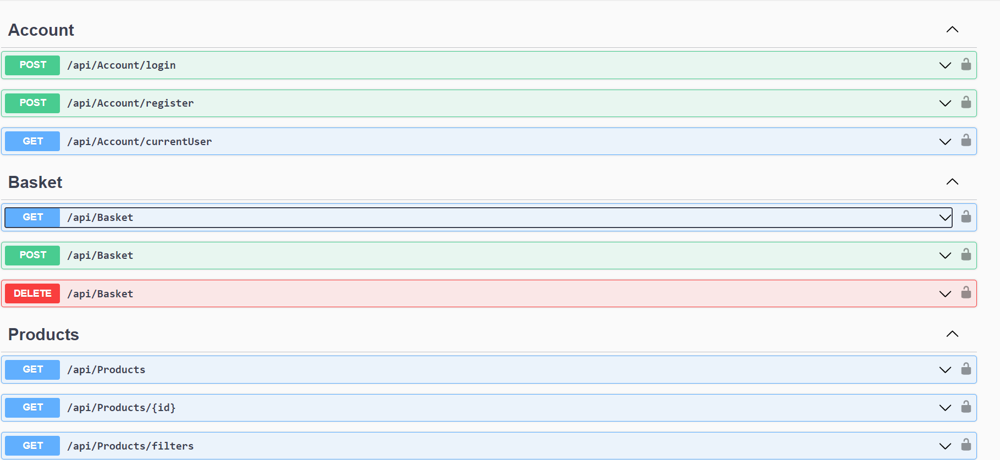 Account
POST /api/Account/login
POST /api/Account/register
GET /api/Account/currentUser
Basket
GET /api/Basket
POST /api/Basket
DELETE /api/Basket
Products
GET /api/Products
GET /api/Products/{id}
GET /api/Products/filters